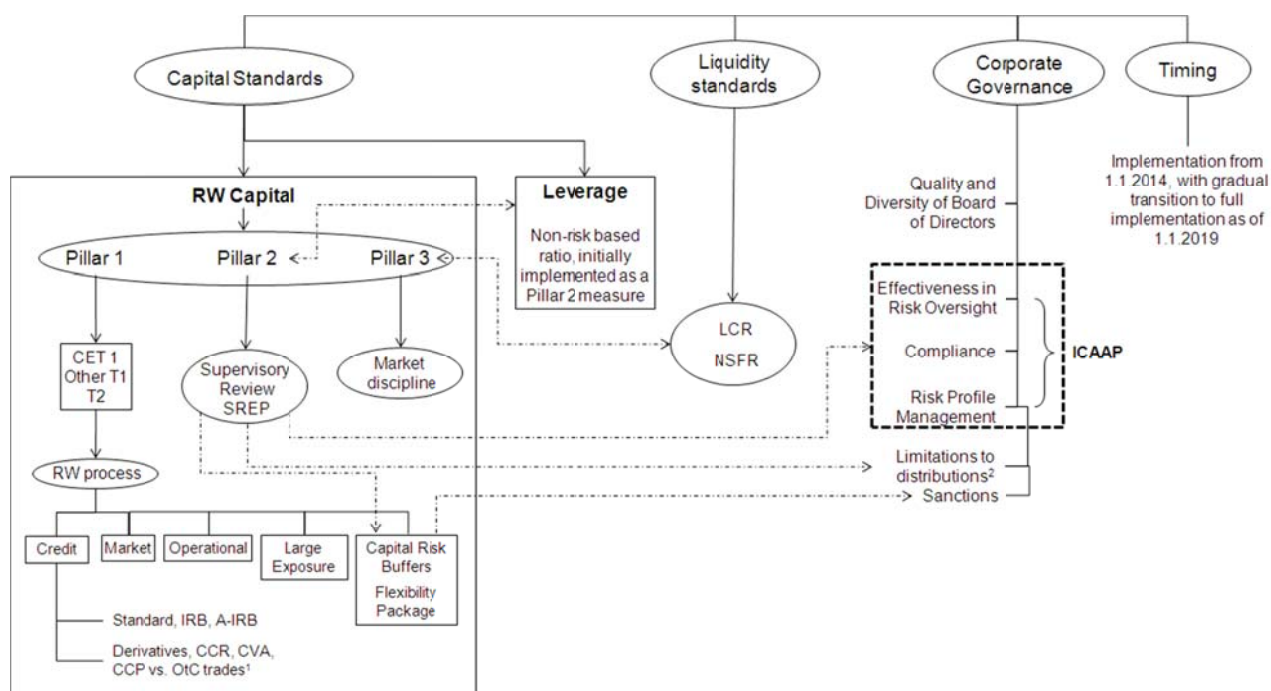 Capital Standards
Liquidity
standards
Corporate
Governance
Timing
RW Capital
Pillar 1
Pillar 2
Pillar 3
Leverage
Non-risk based
ratio, initially
implemented as a
Pillar 2 measure
CET 1
Other T1
T2
Supervisory
Review
SREP
Market
discipline
RW process
Credit
Market
Operational
Large
Exposure
Capital Risk
Buffers
Flexibility
Package
Standard, IRB, A-IRB
Derivatives, CCR, CVA,
CCP vs. OtC trades¹
LCR
NSFR
Quality and
Diversity of Board
of Directors
Effectiveness in
Risk Oversight
Compliance
Risk Profile
Management
ICAAP
Limitations to
distributions²
Sanctions
Implementation from
1.1.2014, with gradual
transition to full
implementation as of
1.1.2019